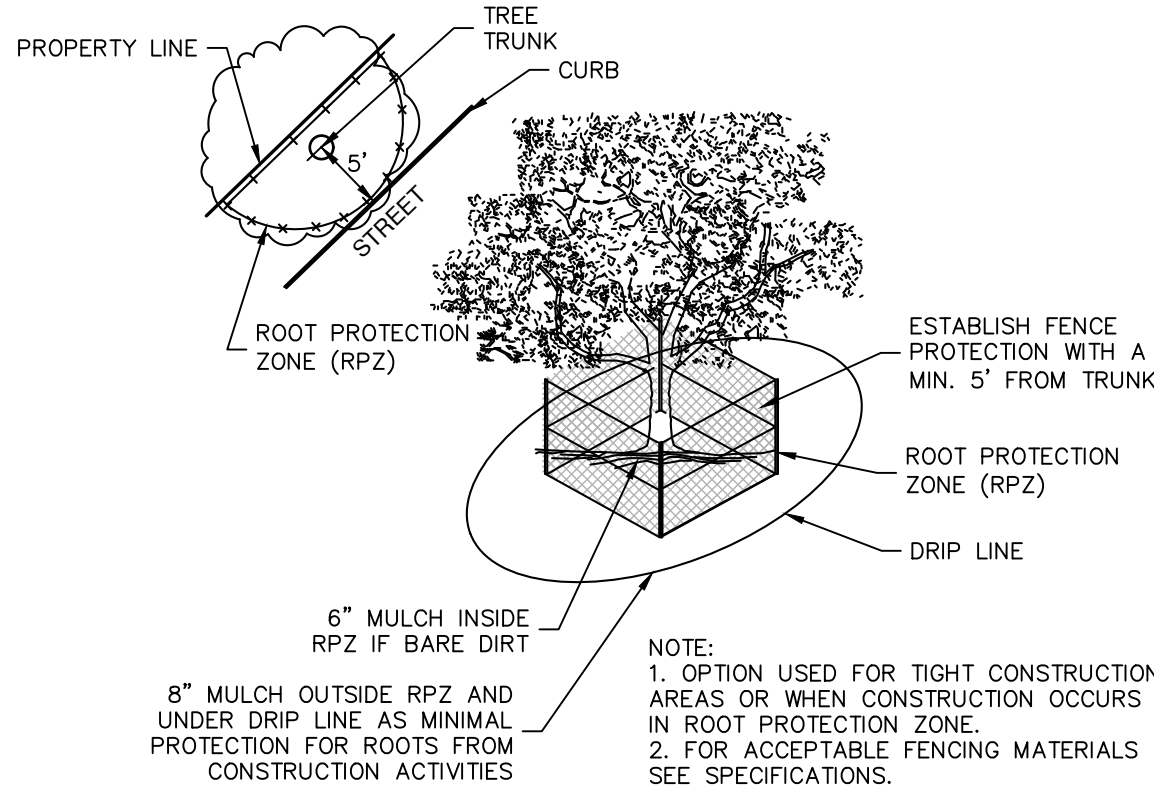 PROPERTY LINE
TREE
TRUNK
CURB
5'
STREET
ROOT PROTECTION
ZONE (RPZ)
ESTABLISH FENCE
PROTECTION WITH A
MIN. 5' FROM TRUNK
ROOT PROTECTION
ZONE (RPZ)
DRIP LINE
6" MULCH INSIDE
RPZ IF BARE DIRT
8" MULCH OUTSIDE RPZ AND
UNDER DRIP LINE AS MINIMAL
PROTECTION FOR ROOTS FROM
CONSTRUCTION ACTIVITIES
NOTE:
1. OPTION USED FOR TIGHT CONSTRUCTION
AREAS OR WHEN CONSTRUCTION OCCURS
IN ROOT PROTECTION ZONE.
2. FOR ACCEPTABLE FENCING MATERIALS
SEE SPECIFICATIONS.